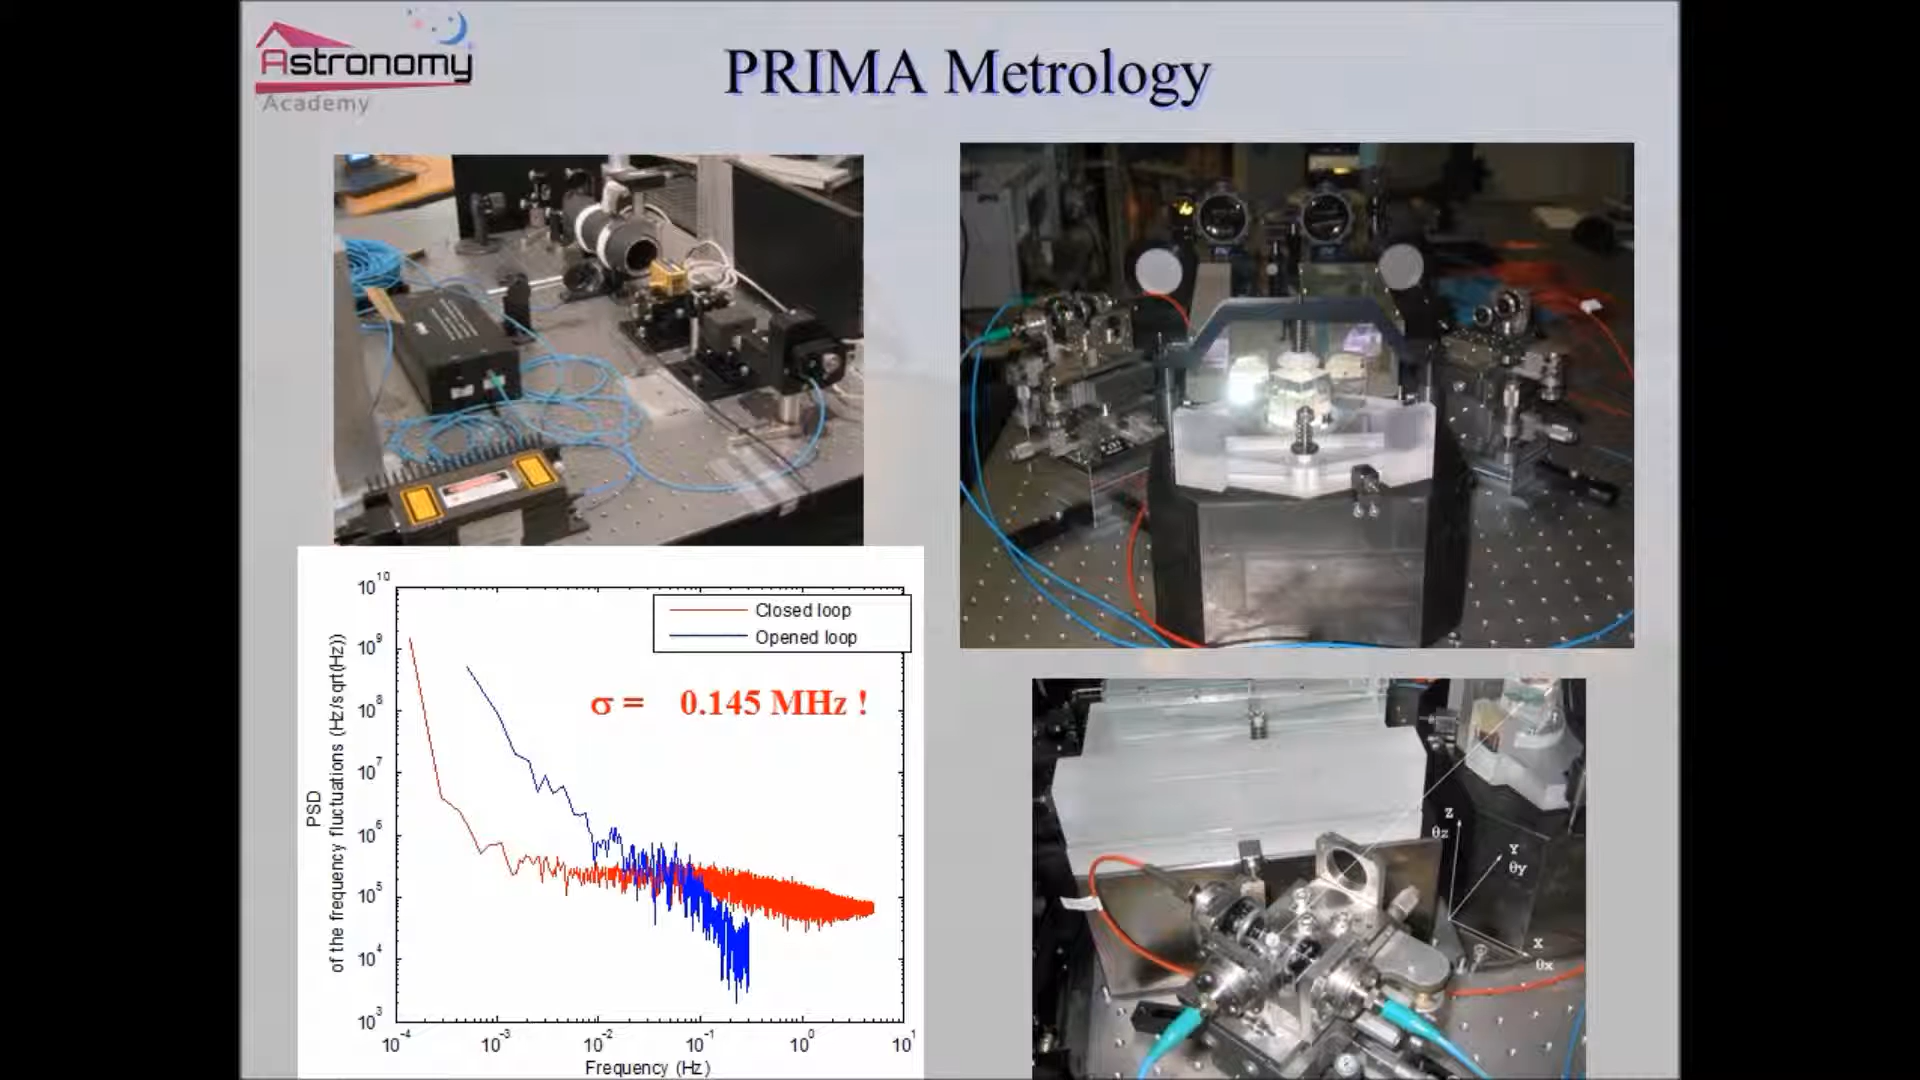 Astronomy
Academy
PRIMA Metrology
10^10
10^9
10^8
10^7
10^6
10^5
10^4
10^3
PSD
of the frequency fluctuations (Hz/sqrt(Hz))
Closed loop
Opened loop
σ = 0.145 MHz !
10^-4 10^-3 10^-2 10^-1 10^0 10^1
Frequency (Hz)
Z
θz
Y
θy
X
θx